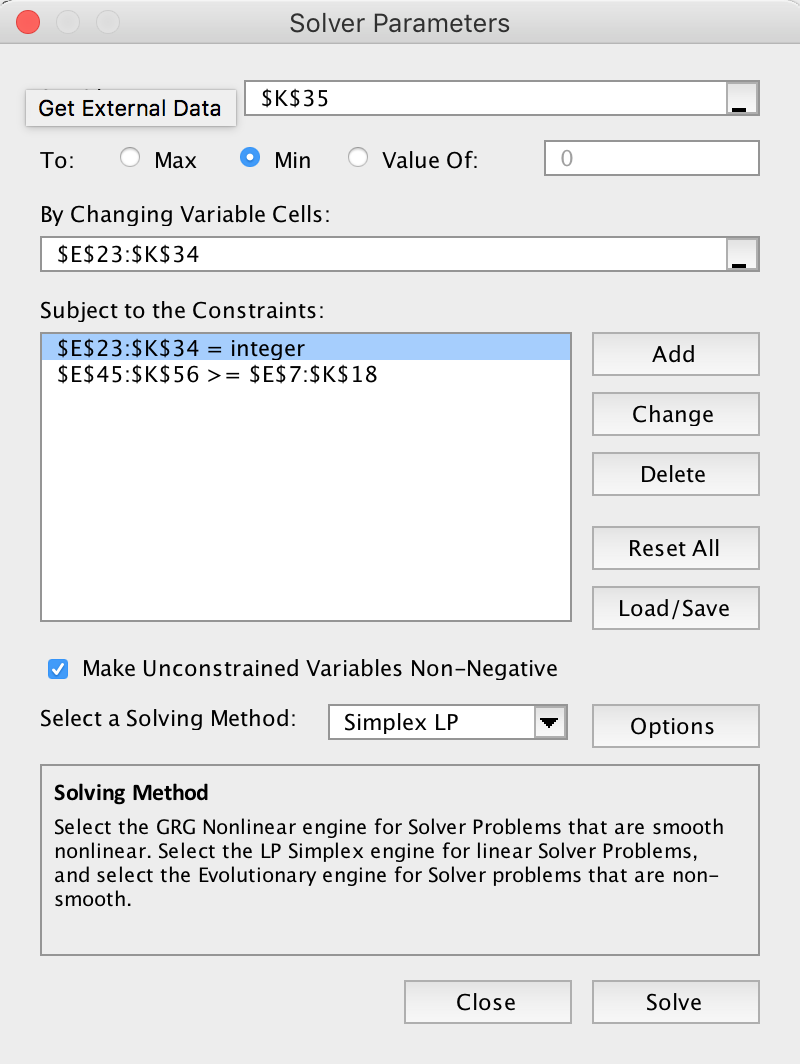 Solver Parameters
Get External Data
$K$35
To: Max Min Value Of: 0
By Changing Variable Cells:
$E$23:$K$34
Subject to the Constraints:
$E$23:$K$34 = integer
$E$45:$K$56 >= $E$7:$K$18
Add
Change
Delete
Reset All
Load/Save
Make Unconstrained Variables Non-Negative
Select a Solving Method: Simplex LP
Options
Solving Method
Select the GRG Nonlinear engine for Solver Problems that are smooth
nonlinear. Select the LP Simplex engine for linear Solver Problems,
and select the Evolutionary engine for Solver problems that are non-
smooth.
Close Solve